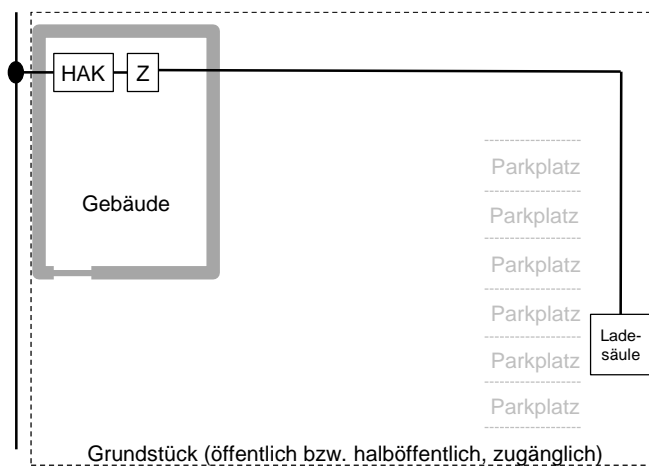 HAK
Z
Gebäude
Parkplatz
Parkplatz
Parkplatz
Parkplatz
Parkplatz
Parkplatz
Lade-
säule
Grundstück (öffentlich bzw. halböffentlich, zugänglich)